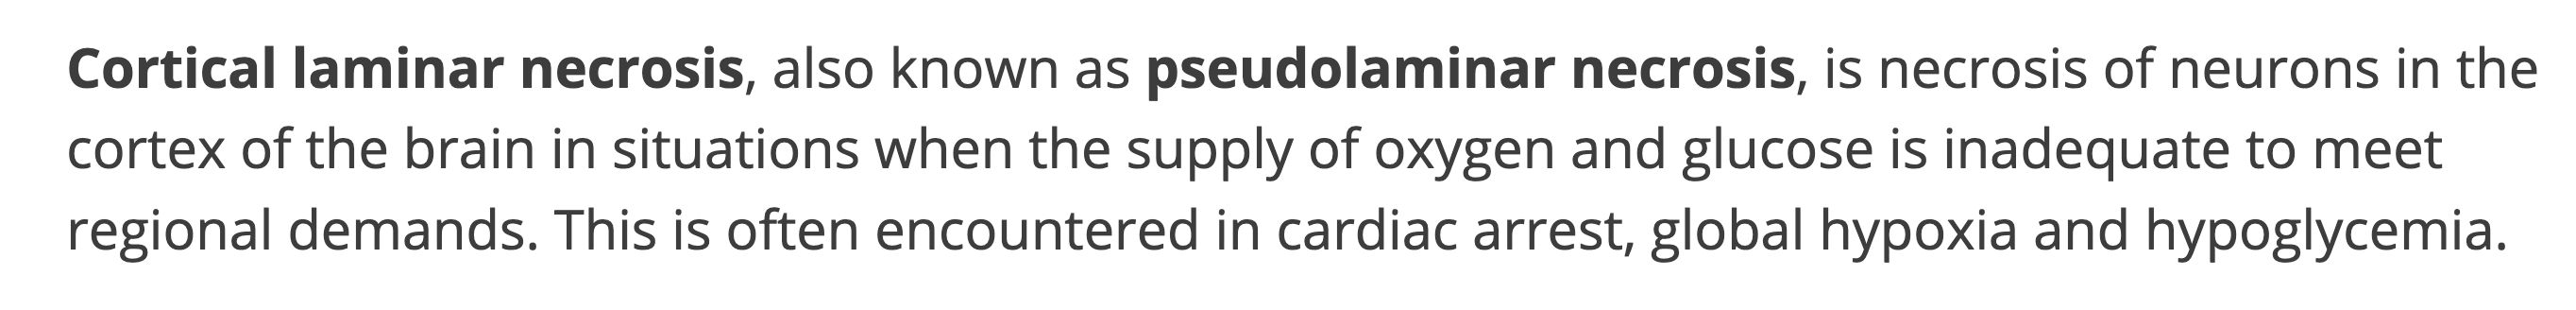 Cortical laminar necrosis, also known as pseudolaminar necrosis, is necrosis of neurons in the
cortex of the brain in situations when the supply of oxygen and glucose is inadequate to meet
regional demands. This is often encountered in cardiac arrest, global hypoxia and hypoglycemia.